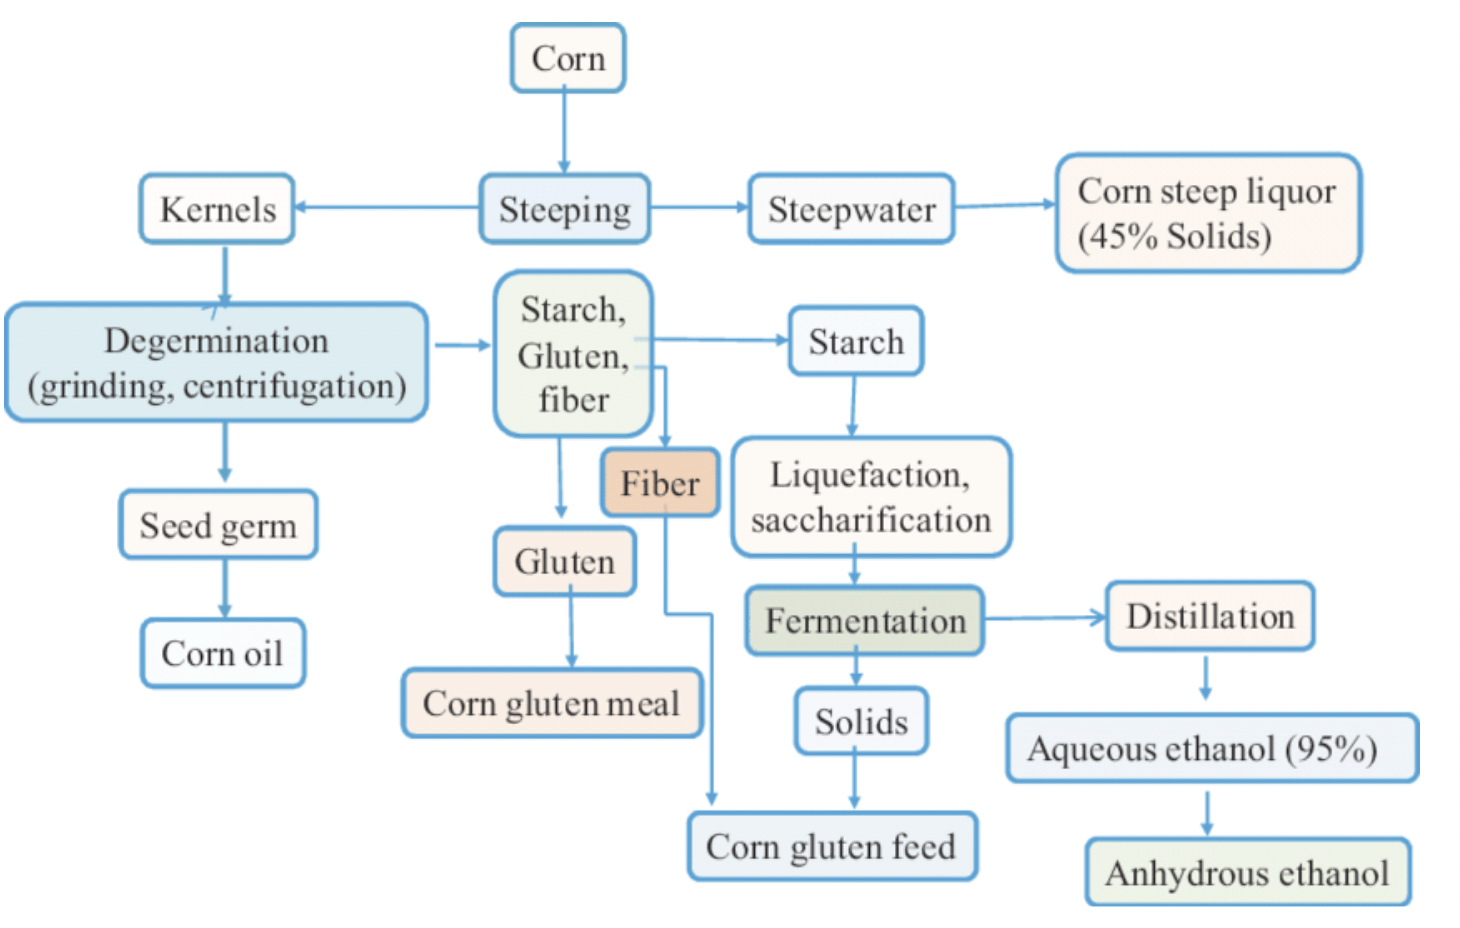 Corn
Kernels
Steeping
Steepwater
Corn steep liquor
(45% Solids)
Degermination
(grinding, centrifugation)
Starch,
Gluten,
fiber
Starch
Fiber
Liquefaction,
saccharification
Seed germ
Gluten
Fermentation
Distillation
Corn oil
Corn gluten meal
Solids
Aqueous ethanol (95%)
Corn gluten feed
Anhydrous ethanol